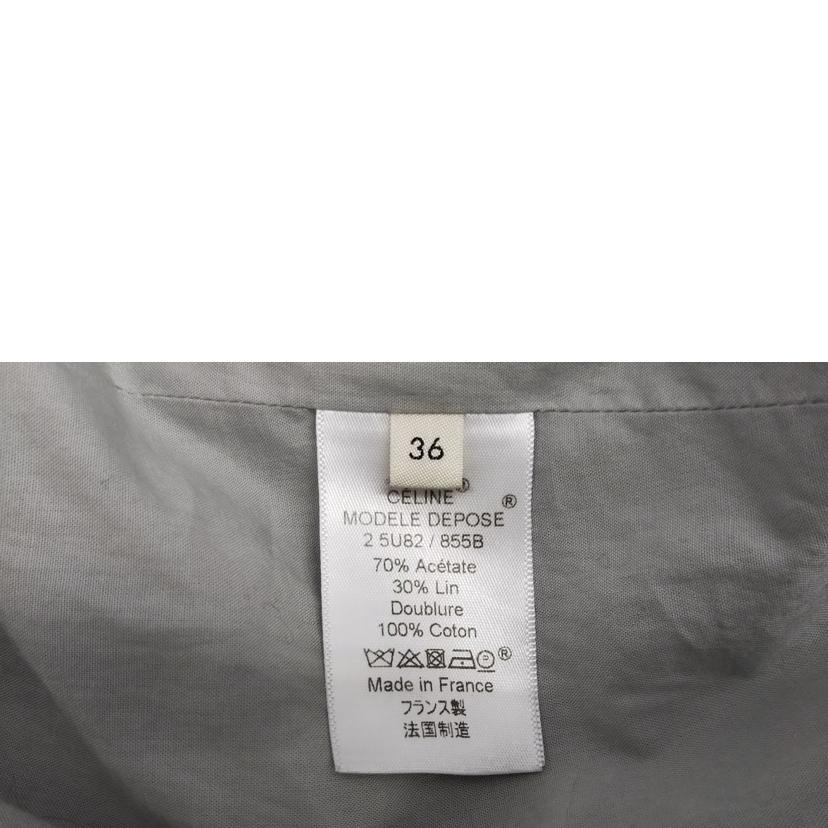 36
CÉLINE®
MODELE DEPOSE ®
2 5U82 / 855B
70% Acétate
30% Lin
Doublure
100% Coton
®
Made in France
フランス製
法国制造